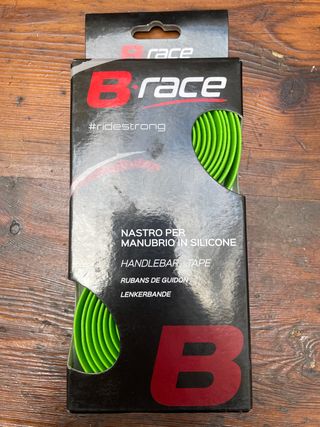 B·race
B·race
#ridestrong
NASTRO PER
MANUBRIO IN SILICONE
HANDLEBAR TAPE
RUBANS DE GUIDON
LENKERBANDE
B